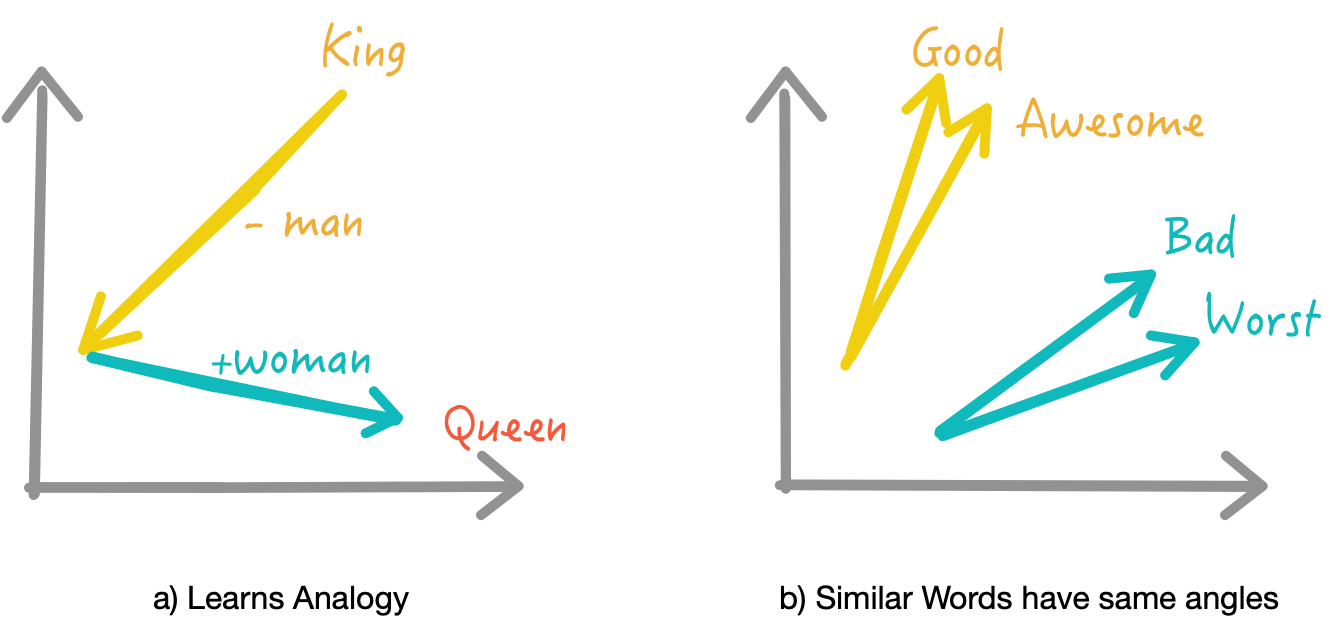 King
- man
+woman
Queen
a) Learns Analogy
Good
Awesome
Bad
Worst
b) Similar Words have same angles